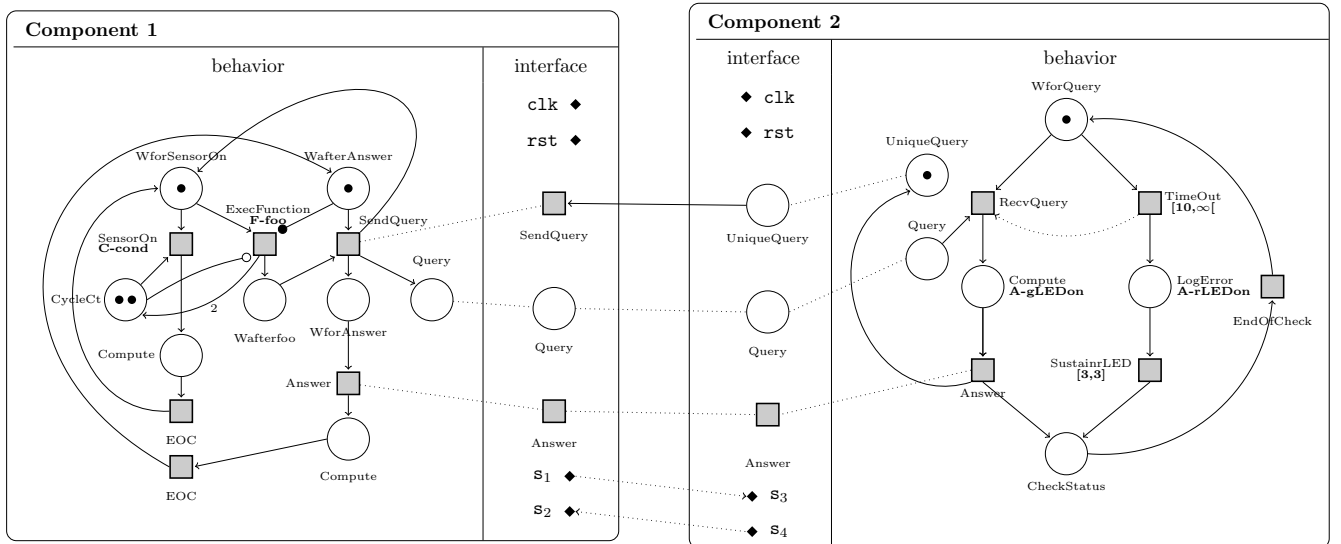 Component 1
behavior
interface
clk
rst
WforSensorOn
WafterAnswer
ExecFunction
F-foo
SendQuery
SensorOn
C-cond
Query
CycleCt
2
Wafterfoo
WforAnswer
Compute
Answer
EOC
Compute
EOC
SendQuery
Query
Answer
s1
s2
Component 2
interface
behavior
clk
rst
UniqueQuery
Query
Answer
s3
s4
WforQuery
UniqueQuery
RecvQuery
TimeOut
[10,∞[
Query
Compute
A-gLEDon
LogError
A-rLEDon
EndOfCheck
SustainrLED
[3,3]
Answer
CheckStatus